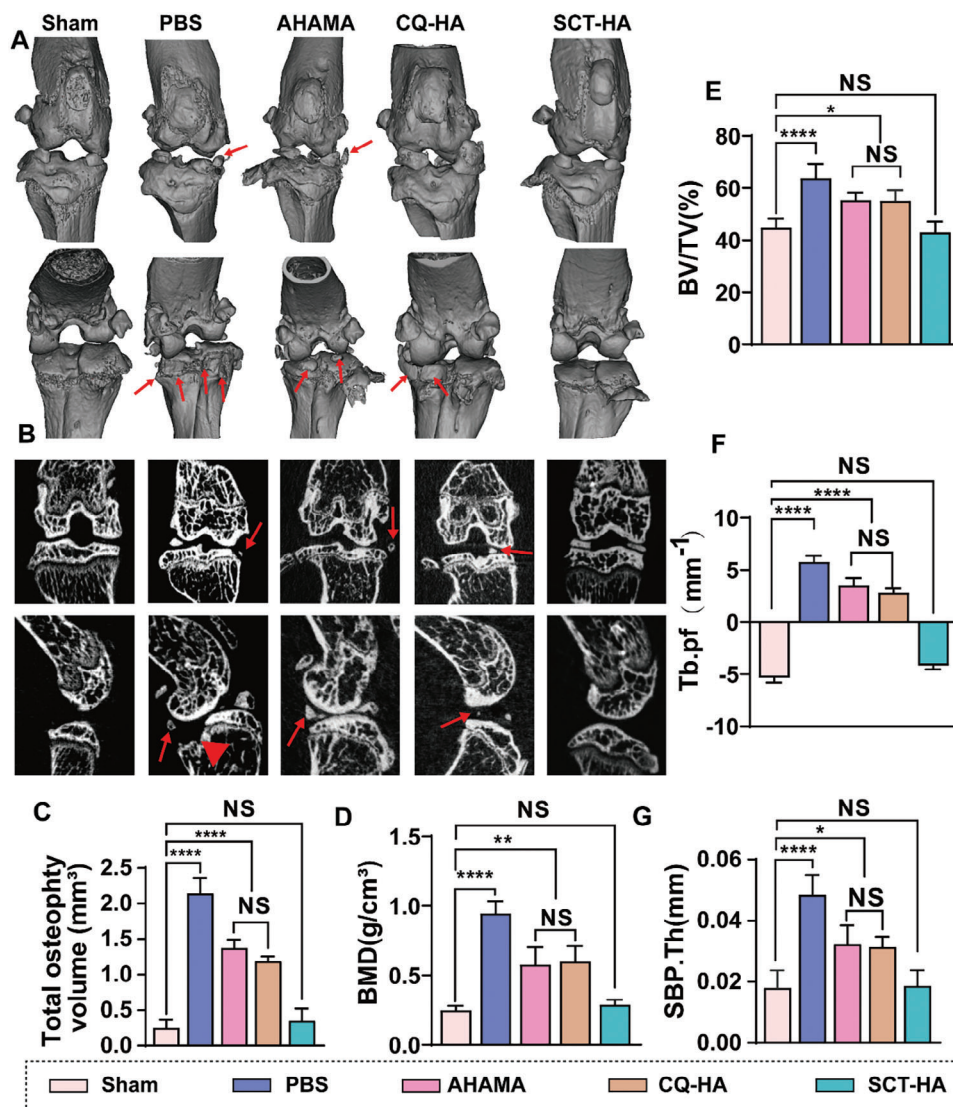 Sham PBS AHAMA CQ-HA SCT-HA
A
B
C
Total osteophyty
volume (mm³)
2.5
2.0
1.5
1.0
0.5
0.0
NS
****
****
NS
D
BMD(g/cm³)
1.5
1.0
0.5
0.0
NS
**
****
NS
E
BV/TV(%)
80
60
40
20
0
NS
*
****
NS
F
Tb.pf (mm⁻¹)
10
5
0
-5
-10
NS
****
****
NS
G
SBP.Th(mm)
0.06
0.04
0.02
0.00
NS
*
****
NS
Sham PBS AHAMA CQ-HA SCT-HA